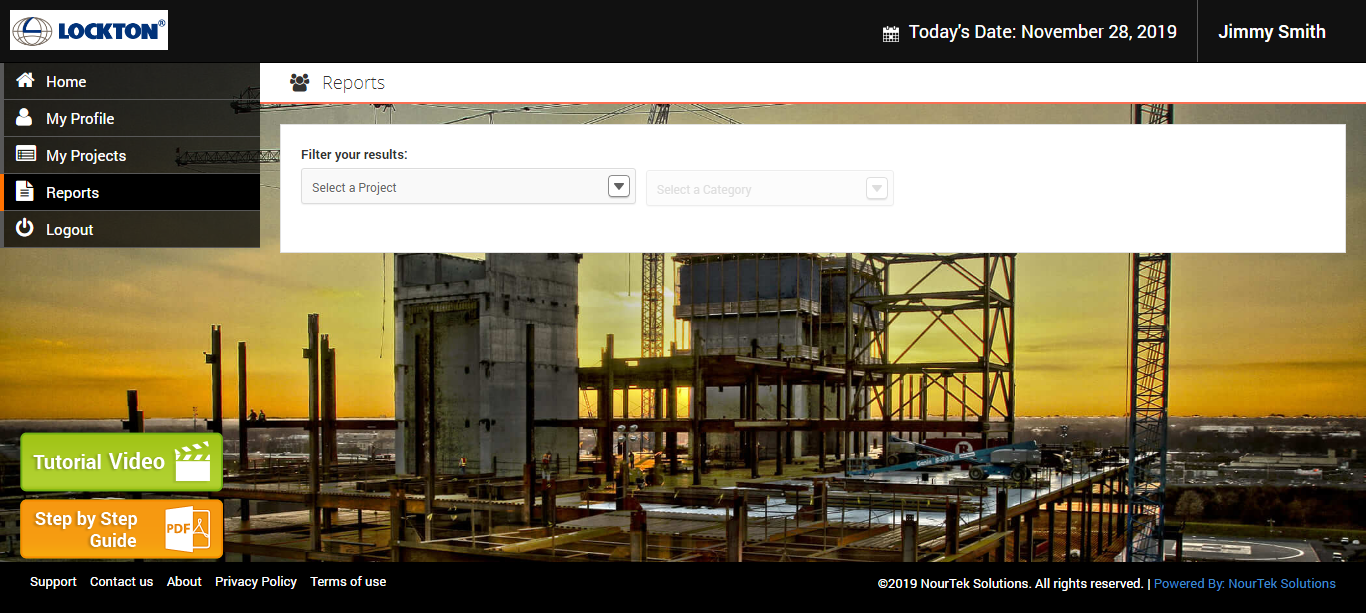 LOCKTON®
Today's Date: November 28, 2019
Jimmy Smith
Home
My Profile
My Projects
Reports
Logout
Reports
Filter your results:
Select a Project
Select a Category
Genie S-80X
R
Tutorial Video
Step by Step
Guide
PDF
Support Contact us About Privacy Policy Terms of use
©2019 NourTek Solutions. All rights reserved. | Powered By: NourTek Solutions